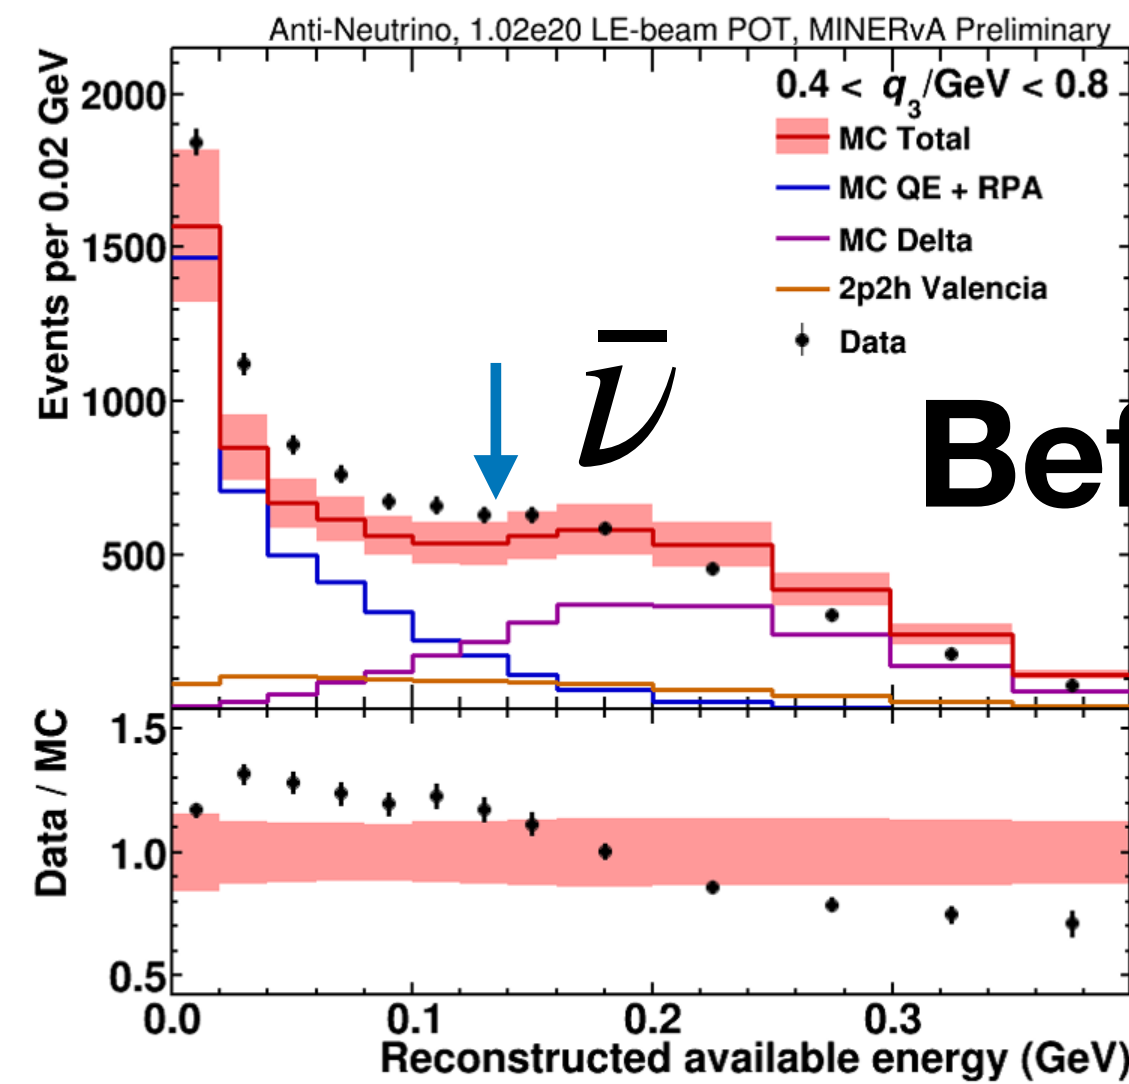 Anti-Neutrino, 1.02e20 LE-beam POT, MINERvA Preliminary
Events per 0.02 GeV
2000
1500
1000
500
0.4 < q₃/GeV < 0.8
MC Total
MC QE + RPA
MC Delta
2p2h Valencia
Data
ν̄
Bef
Data / MC
1.5
1.0
0.5
0.0 0.1 0.2 0.3
Reconstructed available energy (GeV)